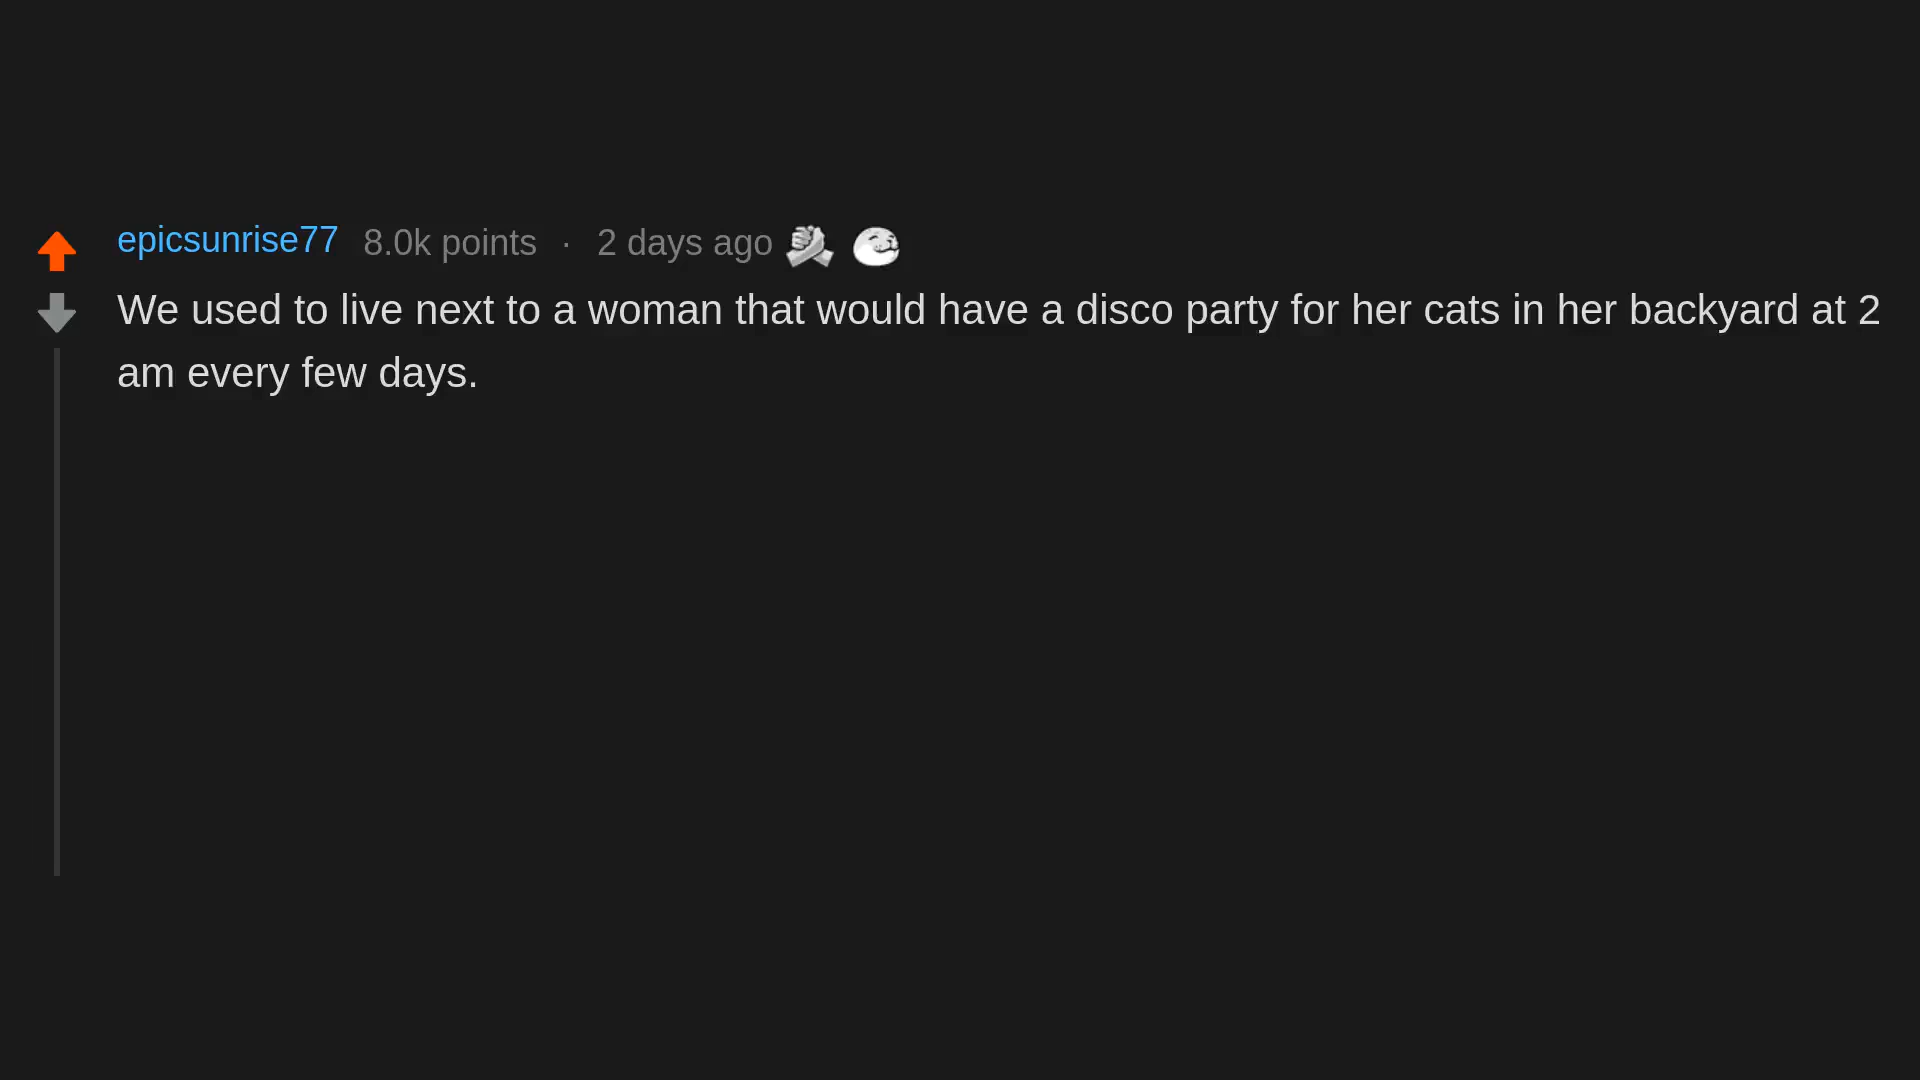 epicsunrise77 8.0k points · 2 days ago
We used to live next to a woman that would have a disco party for her cats in her backyard at 2
am every few days.